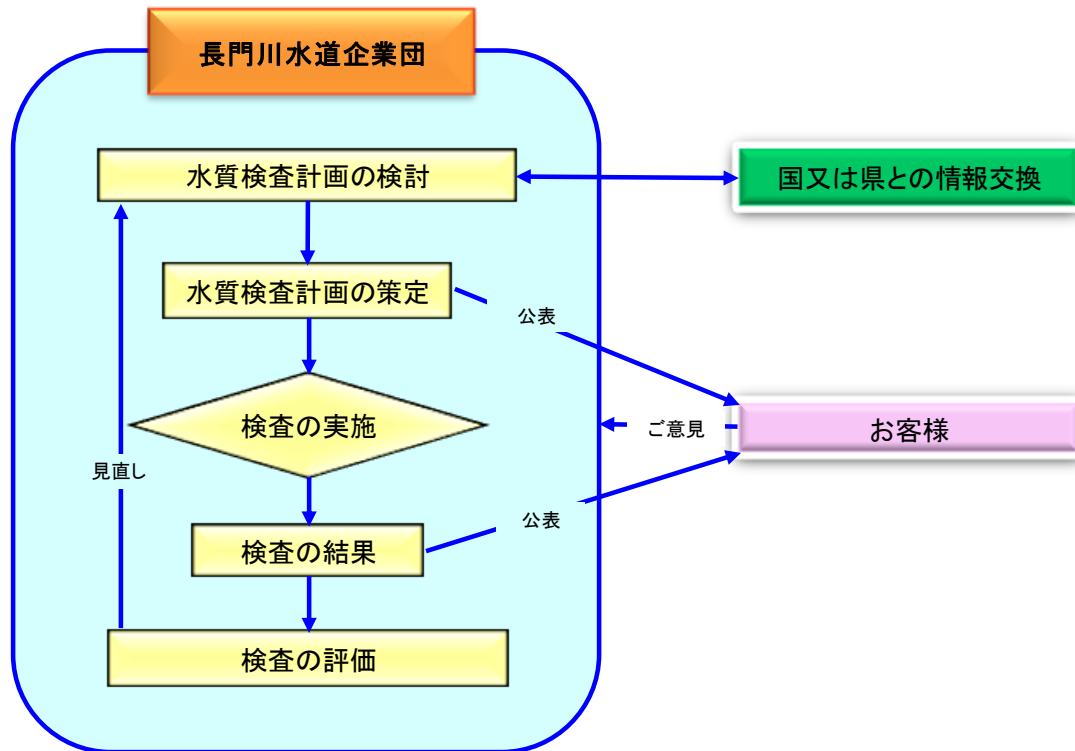 長門川水道企業団
水質検査計画の検討
国又は県との情報交換
水質検査計画の策定
公表
検査の実施
ご意見
お客様
見直し
公表
検査の結果
検査の評価